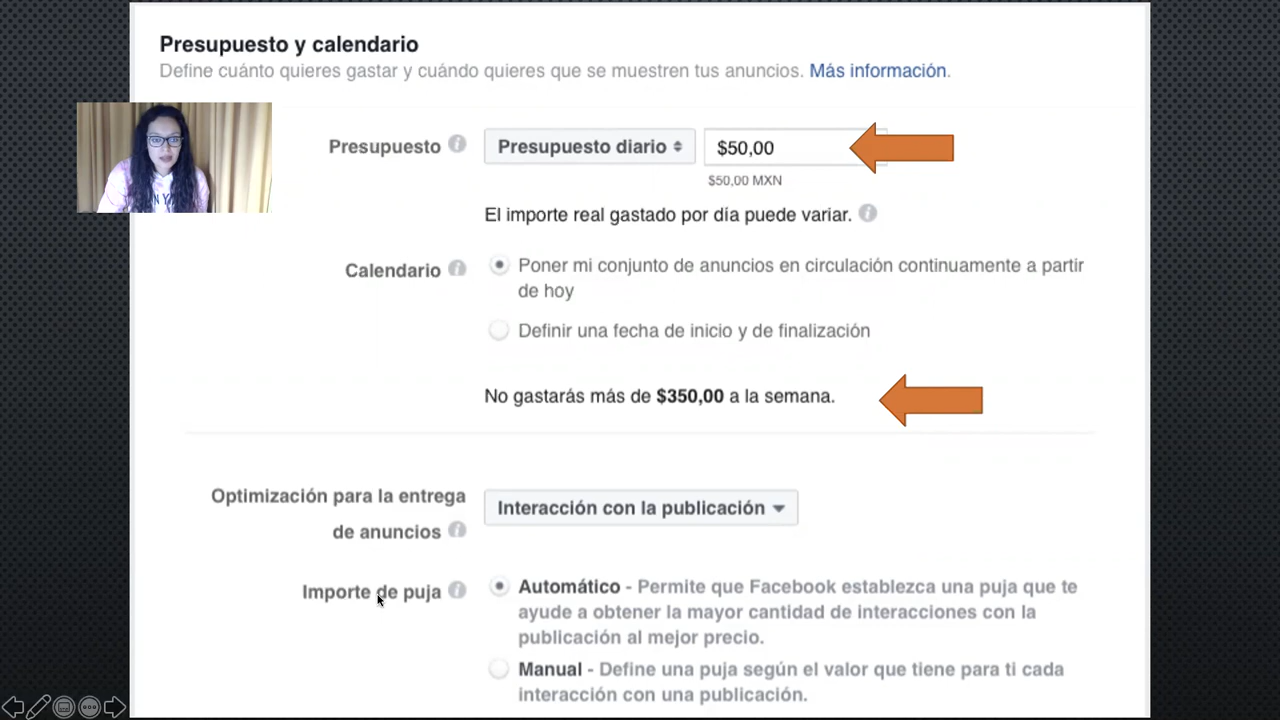 Presupuesto y calendario
Define cuánto quieres gastar y cuándo quieres que se muestren tus anuncios. Más información.
Presupuesto
Presupuesto diario
$50,00
$50,00 MXN
El importe real gastado por día puede variar.
Calendario
Poner mi conjunto de anuncios en circulación continuamente a partir
de hoy
Definir una fecha de inicio y de finalización
No gastarás más de $350,00 a la semana.
Optimización para la entrega
de anuncios
Interacción con la publicación
Importe de puja
Automático - Permite que Facebook establezca una puja que te
ayude a obtener la mayor cantidad de interacciones con la
publicación al mejor precio.
Manual - Define una puja según el valor que tiene para ti cada
interacción con una publicación.